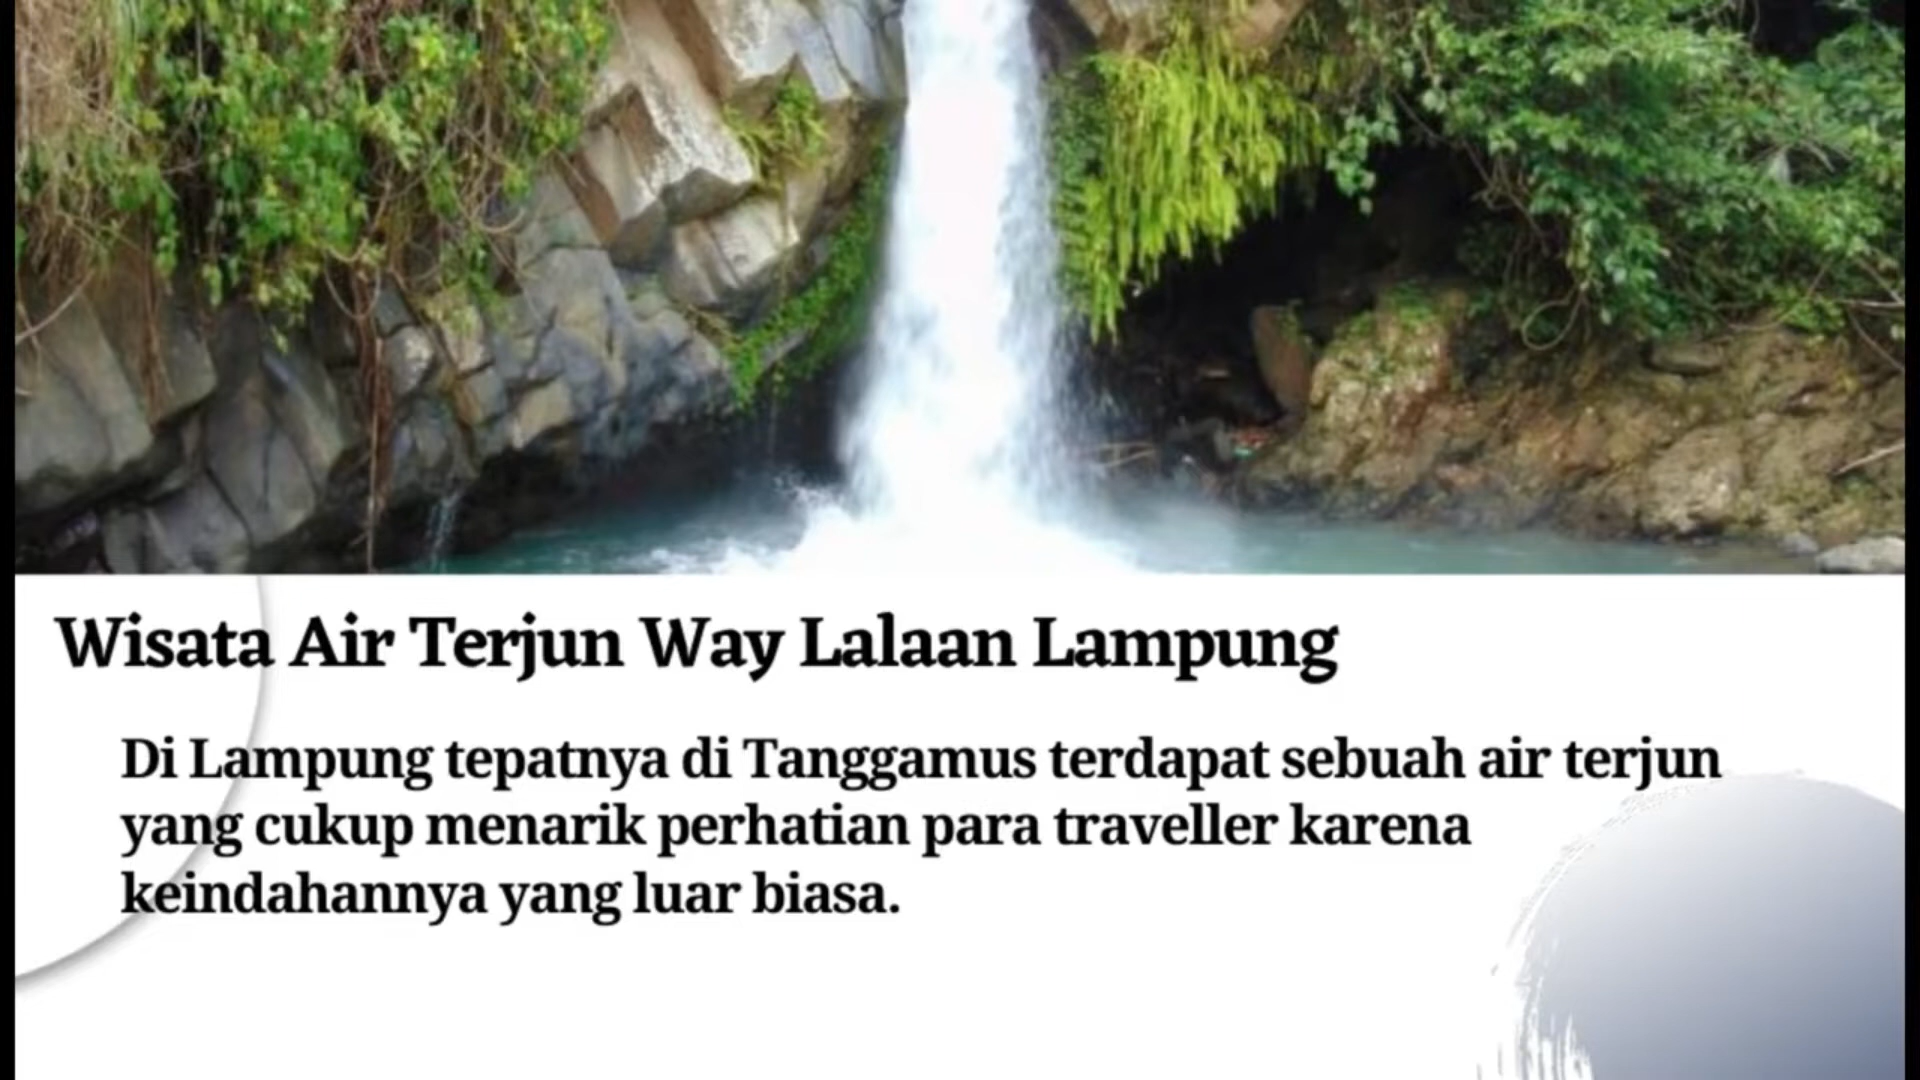 Wisata Air Terjun Way Lalaan Lampung
Di Lampung tepatnya di Tanggamus terdapat sebuah air terjun
yang cukup menarik perhatian para traveller karena
keindahannya yang luar biasa.